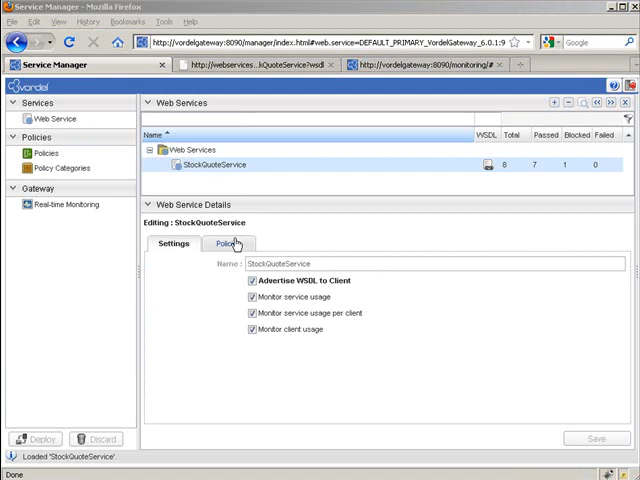 Service Manager - Mozilla Firefox
File Edit View History Bookmarks Tools Help
http://vordelgateway:8090/manager/index.html#web.service=DEFAULT_PRIMARY_VordelGateway_6.0.1:9
Google
Service Manager
http://webservices...kQuoteService?wsdl
http://vordelgateway:8090/monitoring/#
vordel
Services
Web Service
Policies
Policies
Policy Categories
Gateway
Real-time Monitoring
Web Services
Name WSDL Total Passed Blocked Failed
Web Services
StockQuoteService 8 7 1 0
Web Service Details
Editing : StockQuoteService
Settings
Name : StockQuoteService
Advertise WSDL to Client
Monitor service usage
Monitor service usage per client
Monitor client usage
Deploy Discard
Save
Loaded 'StockQuoteService'.
Done